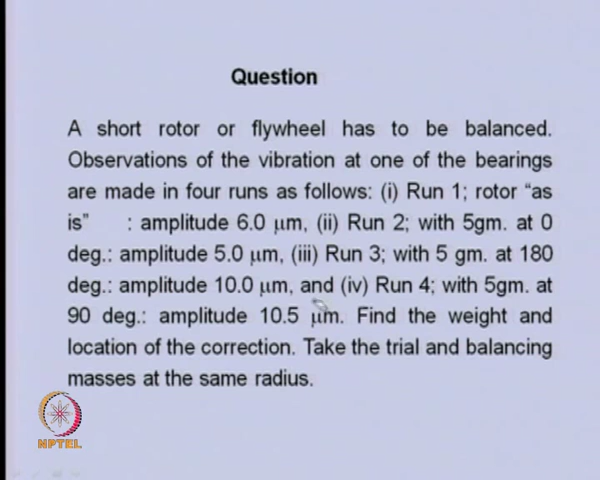 Question
A short rotor or flywheel has to be balanced.
Observations of the vibration at one of the bearings
are made in four runs as follows: (i) Run 1; rotor “as
is” : amplitude 6.0 μm, (ii) Run 2; with 5gm. at 0
deg.: amplitude 5.0 μm, (iii) Run 3; with 5 gm. at 180
deg.: amplitude 10.0 μm, and (iv) Run 4; with 5gm. at
90 deg.: amplitude 10.5 μm. Find the weight and
location of the correction. Take the trial and balancing
masses at the same radius.
NPTEL